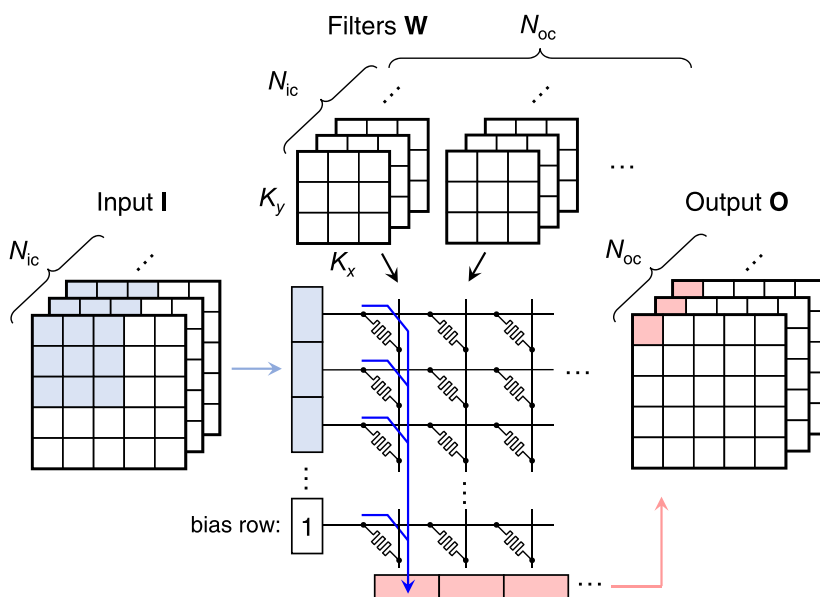 Filters W
N_oc
N_ic
...
...
K_y
...
K_x
Input I
N_ic
...
Output O
N_oc
...
...
...
...
bias row: 1
...